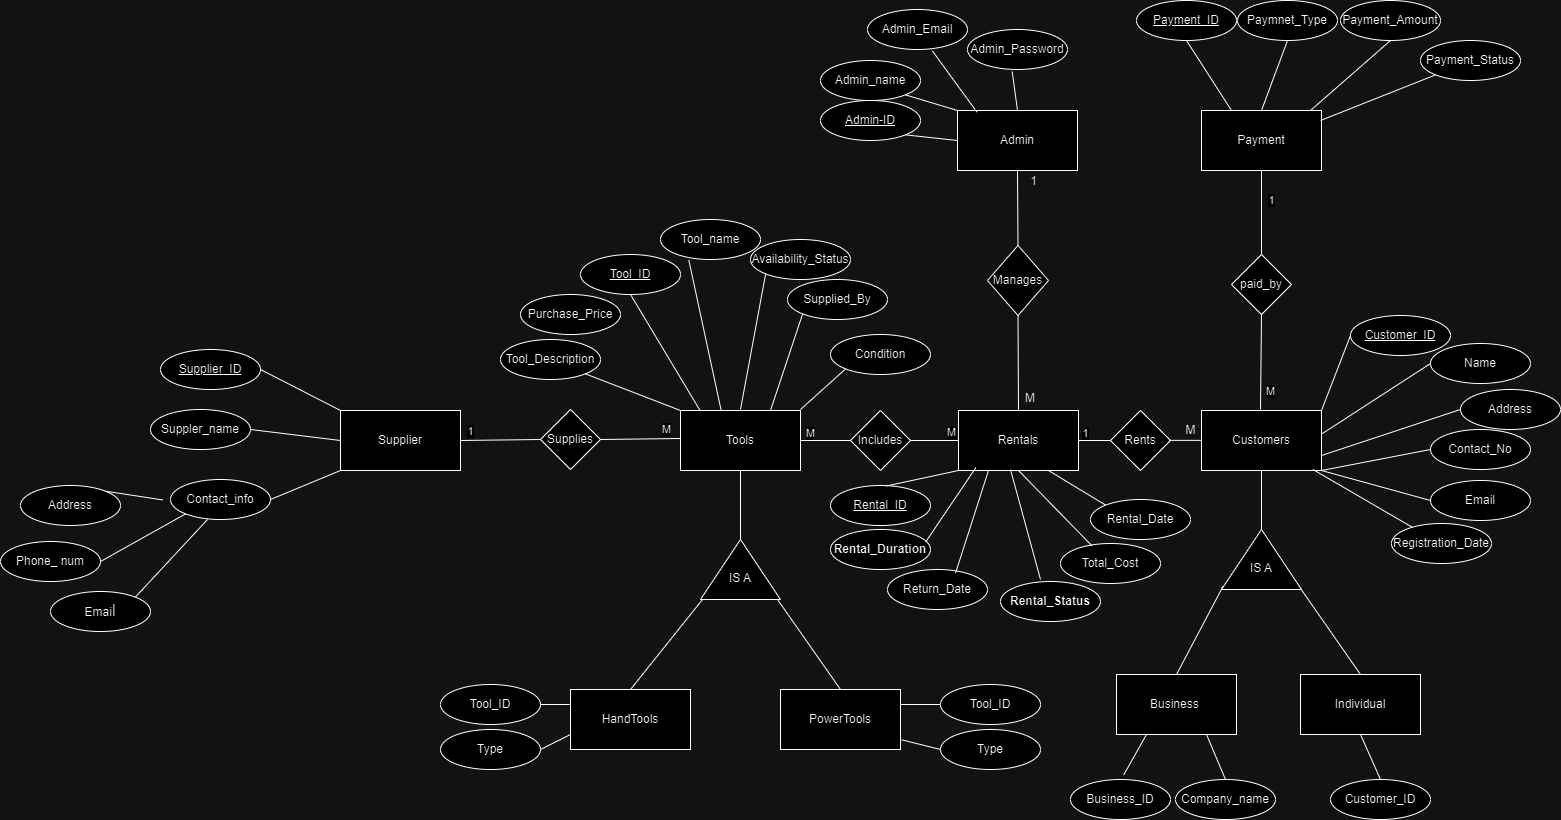 Payment_ID
Paymnet_Type
Payment_Amount
Admin_Email
Admin_Password
Payment_Status
Admin_name
Admin-ID
Admin
Payment
1
1
Tool_name
Availability_Status
Tool_ID
Manages
paid_by
Supplied_By
Purchase_Price
Customer_ID
Tool_Description
Condition
Name
Supplier_ID
M
M
Address
Suppler_name
1
M
M
M
1
M
Supplier
Supplies
Tools
Includes
Rentals
Rents
Customers
Contact_No
Contact_info
Address
Rental_ID
Email
Rental_Date
Registration_Date
Rental_Duration
Phone_ num
Total_Cost
IS A
IS A
Return_Date
Rental_Status
Email
Tool_ID
HandTools
PowerTools
Tool_ID
Business
Individual
Type
Type
Business_ID
Company_name
Customer_ID